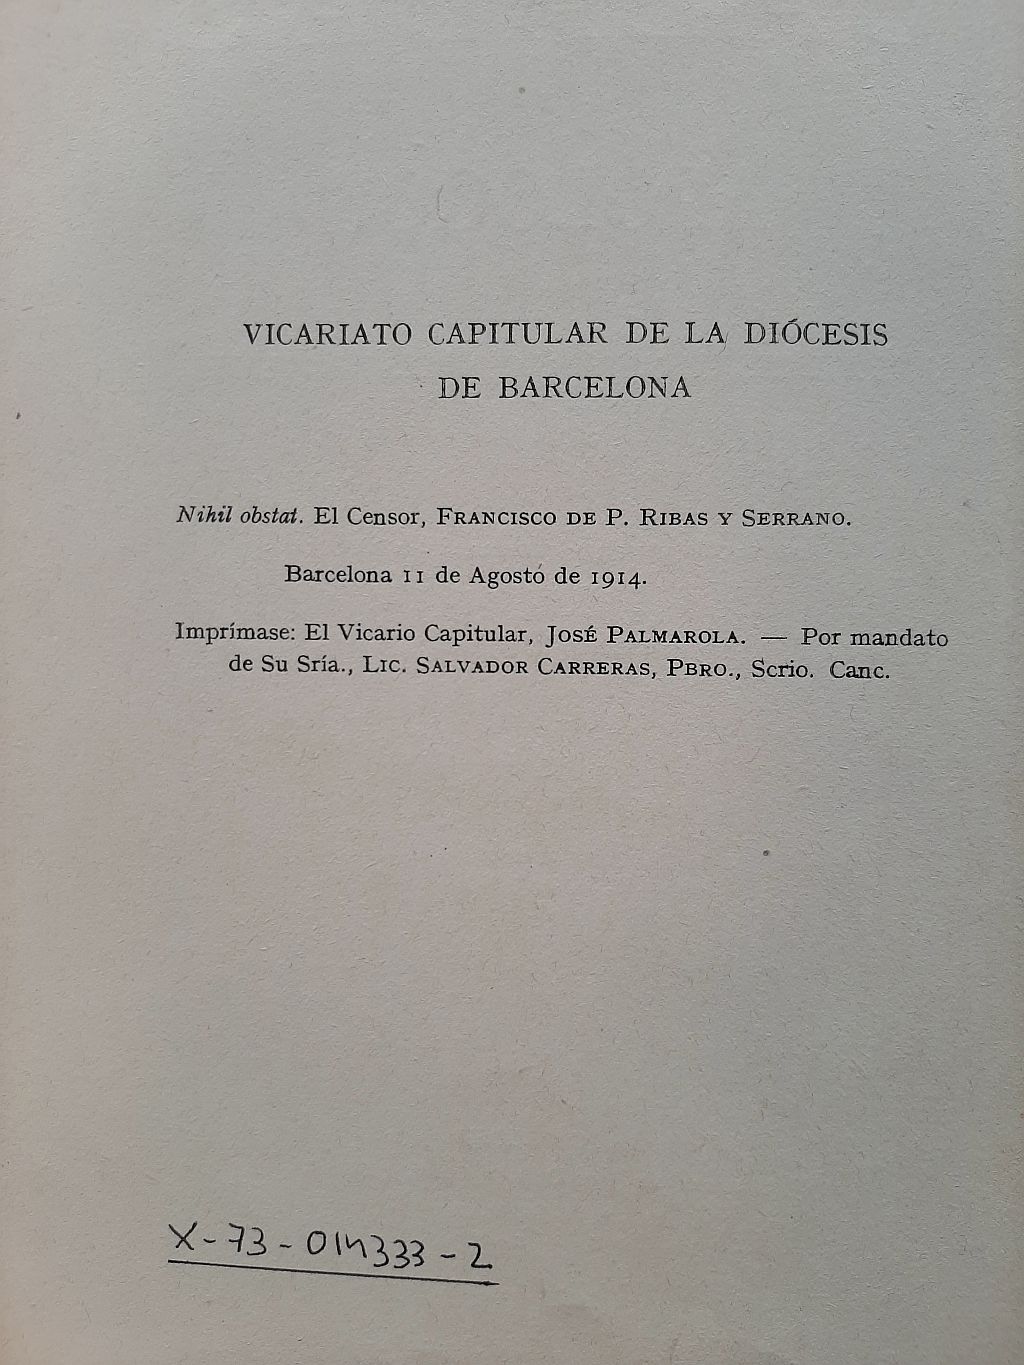 VICARIATO CAPITULAR DE LA DIÓCESIS
DE BARCELONA
Nihil obstat. El Censor, FRANCISCO DE P. RIBAS Y SERRANO.
Barcelona 11 de Agosto de 1914.
Imprímase: El Vicario Capitular, JOSÉ PALMAROLA. — Por mandato
de Su Sría., LIC. SALVADOR CARRERAS, PBRO., Scrio. Canc.
X-73-014333-2